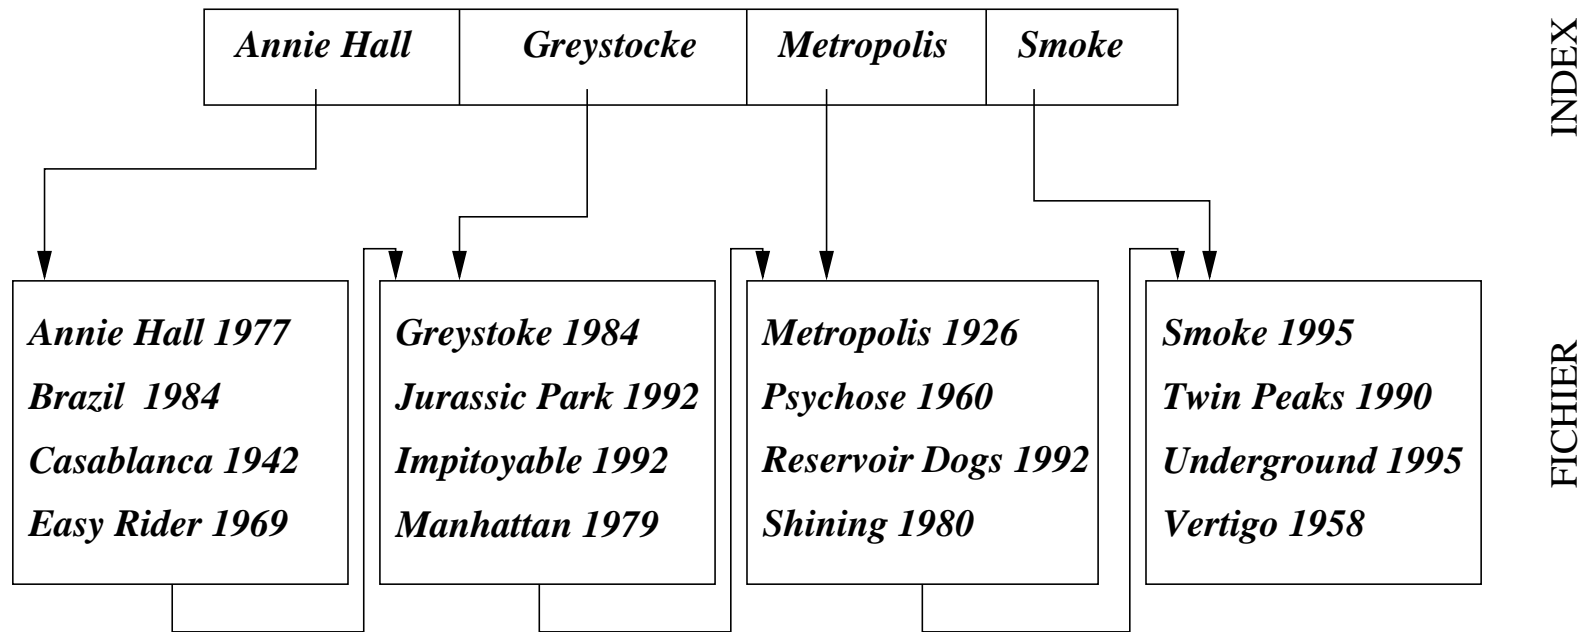 Annie Hall Greystocke Metropolis Smoke
INDEX
Annie Hall 1977
Brazil 1984
Casablanca 1942
Easy Rider 1969
Greystoke 1984
Jurassic Park 1992
Impitoyable 1992
Manhattan 1979
Metropolis 1926
Psychose 1960
Reservoir Dogs 1992
Shining 1980
Smoke 1995
Twin Peaks 1990
Underground 1995
Vertigo 1958
FICHIER